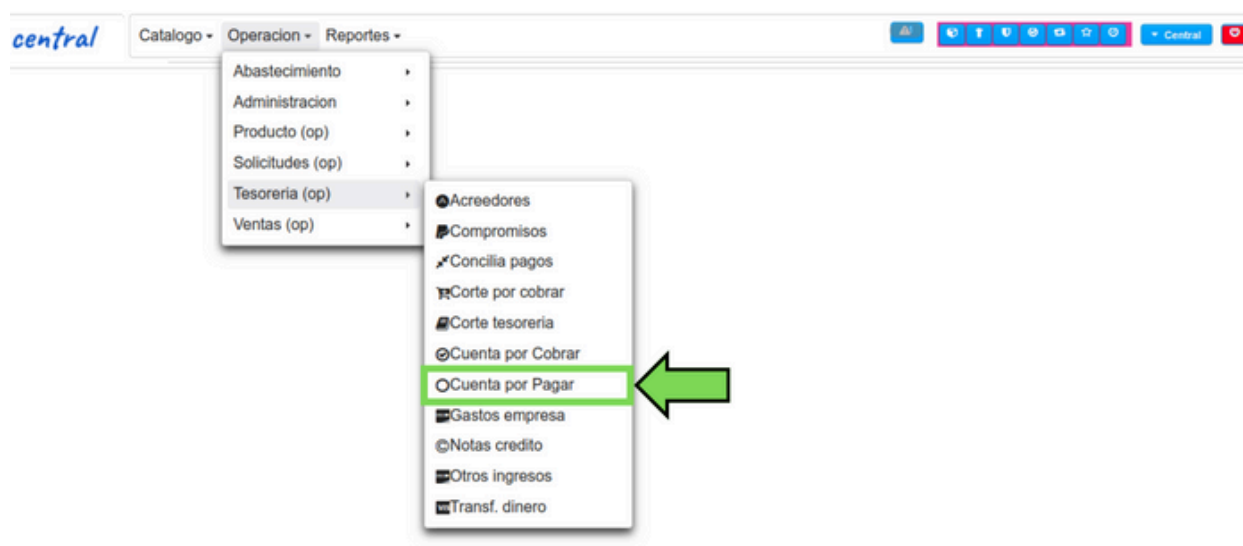 central
Catalogo Operacion Reportes
Central
Abastecimiento
Administracion
Producto (op)
Solicitudes (op)
Tesoreria (op)
Ventas (op)
Acreedores
Compromisos
Concilia pagos
Corte por cobrar
Corte tesoreria
Cuenta por Cobrar
Cuenta por Pagar
Gastos empresa
Notas credito
Otros ingresos
Transf. dinero